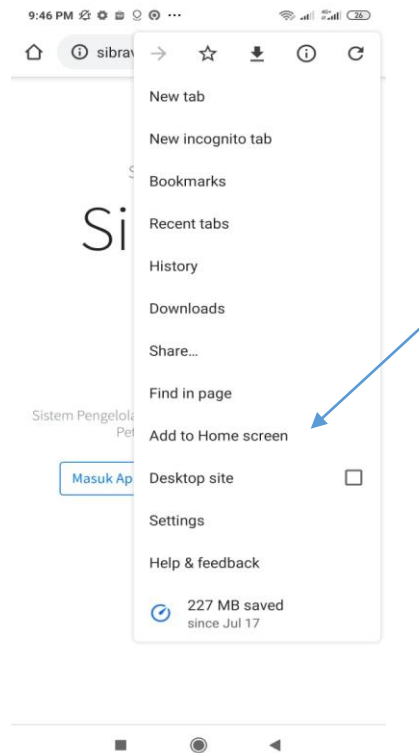 9:46 PM
26
sibrav
New tab
New incognito tab
Bookmarks
Si
Recent tabs
History
Downloads
Share...
Find in page
Sistem Pengelola
Pet
Add to Home screen
Masuk Ap
Desktop site
Settings
Help & feedback
227 MB saved
since Jul 17